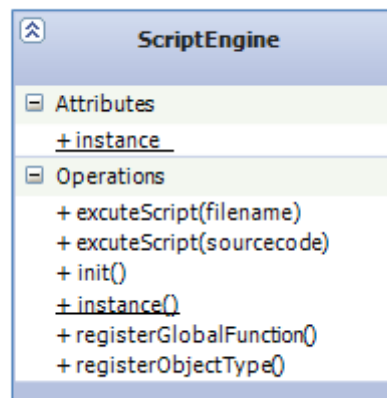 ScriptEngine
Attributes
+ instance_
Operations
+ excuteScript(filename)
+ excuteScript(sourcecode)
+ init()
+ instance()
+ registerGlobalFunction()
+ registerObjectType()